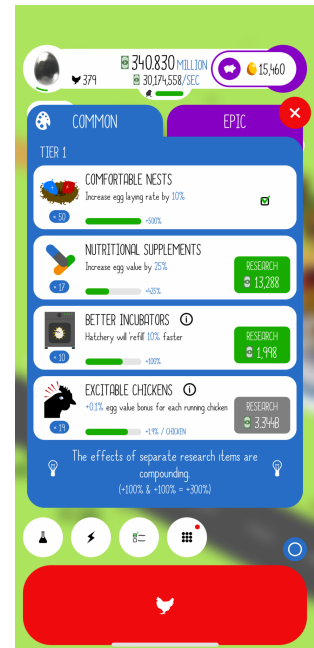 340.830 MILLION
379
30,174,558/SEC
15,460
COMMON
EPIC
TIER 1
COMFORTABLE NESTS
Increase egg laying rate by 10%
× 50
+500%
NUTRITIONAL SUPPLEMENTS
Increase egg value by 25%
RESEARCH
13,288
× 17
+425%
BETTER INCUBATORS
Hatchery will 'refill' 10% faster
RESEARCH
1,998
× 10
+100%
EXCITABLE CHICKENS
+0.1% egg value bonus for each running chicken
RESEARCH
3.344B
× 19
+1.9% / CHICKEN
The effects of separate research items are
compounding.
(+100% & +100% = +300%)